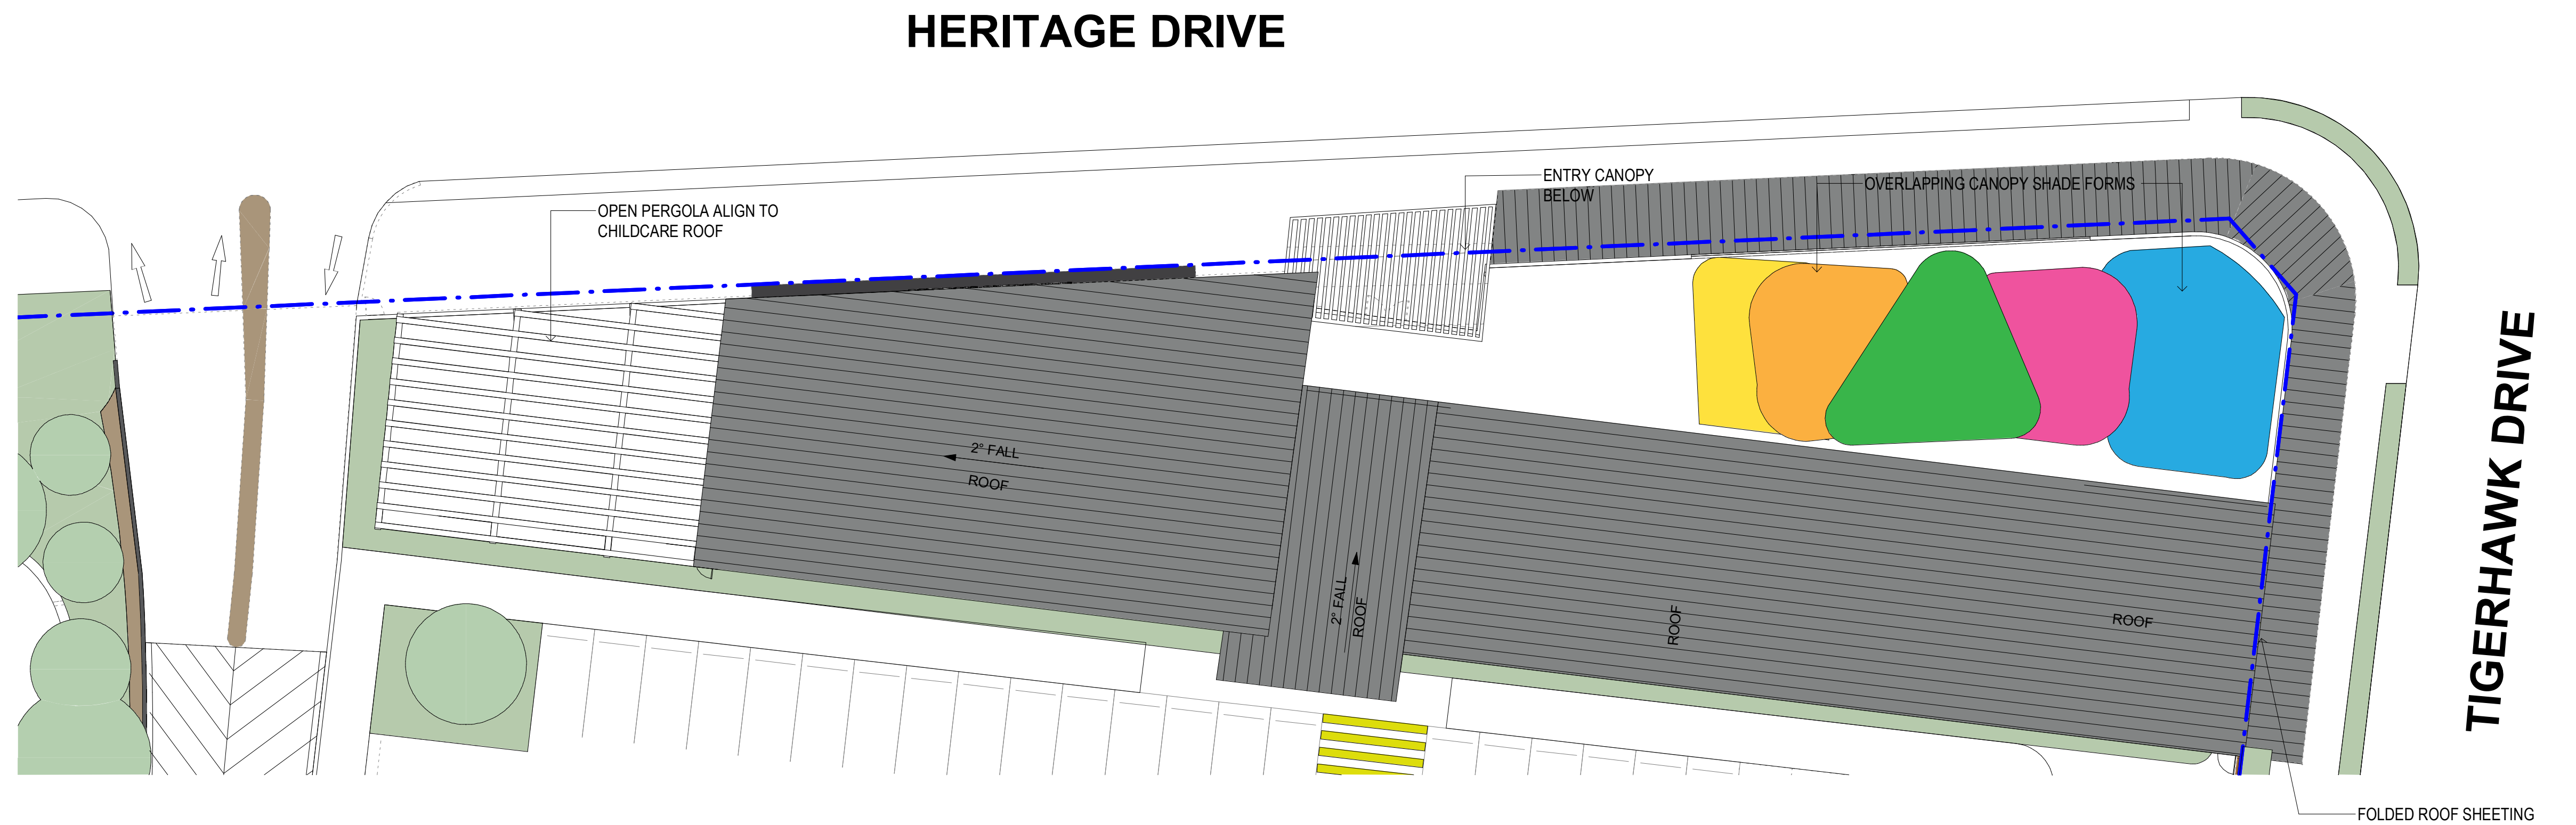 HERITAGE DRIVE
ENTRY CANOPY
BELOW
OVERLAPPING CANOPY SHADE FORMS
OPEN PERGOLA ALIGN TO
CHILDCARE ROOF
TIGERHAWK DRIVE
2° FALL
ROOF
2° FALL
ROOF
ROOF
ROOF
FOLDED ROOF SHEETING